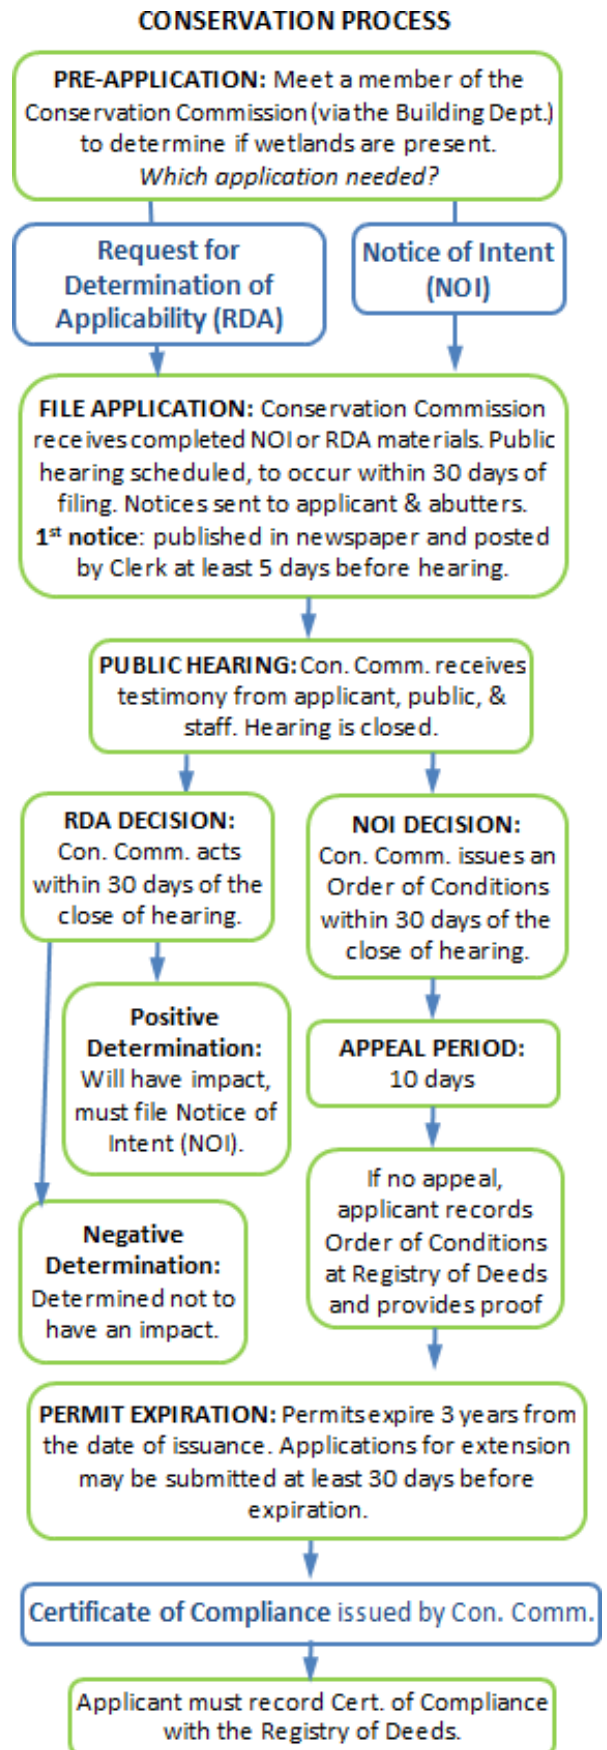 CONSERVATION PROCESS
PRE-APPLICATION: Meet a member of the
Conservation Commission (via the Building Dept.)
to determine if wetlands are present.
Which application needed?
Request for
Determination of
Applicability (RDA)
Notice of Intent
(NOI)
FILE APPLICATION: Conservation Commission
receives completed NOI or RDA materials. Public
hearing scheduled, to occur within 30 days of
filing. Notices sent to applicant & abutters.
1st notice: published in newspaper and posted
by Clerk at least 5 days before hearing.
PUBLIC HEARING: Con. Comm. receives
testimony from applicant, public, &
staff. Hearing is closed.
RDA DECISION:
Con. Comm. acts
within 30 days of the
close of hearing.
NOI DECISION:
Con. Comm. issues an
Order of Conditions
within 30 days of the
close of hearing.
Positive
Determination:
Will have impact,
must file Notice of
Intent (NOI).
APPEAL PERIOD:
10 days
Negative
Determination:
Determined not to
have an impact.
If no appeal,
applicant records
Order of Conditions
at Registry of Deeds
and provides proof
PERMIT EXPIRATION: Permits expire 3 years from
the date of issuance. Applications for extension
may be submitted at least 30 days before
expiration.
Certificate of Compliance issued by Con. Comm.
Applicant must record Cert. of Compliance
with the Registry of Deeds.